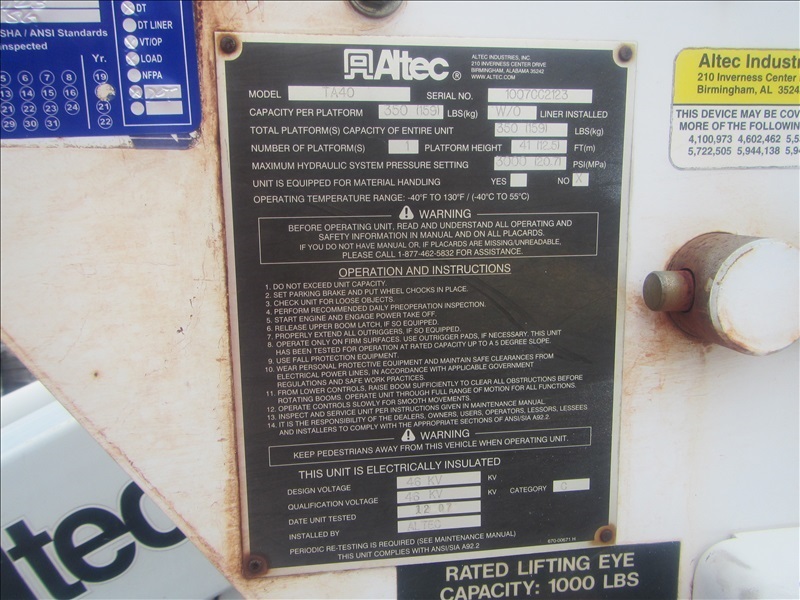 DT
DT LINER
SHA / ANSI Standards
VT/OP
nspected
LOAD
Yr.
NFPA
5 6 7 8 19
13 14 15 16
21 22 23 24 21
29 30 31 22
Altec®
ALTEC INDUSTRIES, INC.
210 INVERNESS CENTER DRIVE
BIRMINGHAM, ALABAMA 35242
WWW.ALTEC.COM
MODEL TA40 SERIAL NO. 1007CC2123
CAPACITY PER PLATFORM 350 (159) LBS(kg) W/O LINER INSTALLED
TOTAL PLATFORM(S) CAPACITY OF ENTIRE UNIT 350 (159) LBS(kg)
NUMBER OF PLATFORM(S) 1 PLATFORM HEIGHT 41 (12.5) FT(m)
MAXIMUM HYDRAULIC SYSTEM PRESSURE SETTING 3000 (20.7) PSI(MPa)
UNIT IS EQUIPPED FOR MATERIAL HANDLING YES NO X
OPERATING TEMPERATURE RANGE: -40°F TO 130°F / (-40°C TO 55°C)
WARNING
BEFORE OPERATING UNIT, READ AND UNDERSTAND ALL OPERATING AND
SAFETY INFORMATION IN MANUAL AND ON ALL PLACARDS.
IF YOU DO NOT HAVE MANUAL OR, IF PLACARDS ARE MISSING/UNREADABLE,
PLEASE CALL 1-877-462-5832 FOR ASSISTANCE.
OPERATION AND INSTRUCTIONS
1. DO NOT EXCEED UNIT CAPACITY.
2. SET PARKING BRAKE AND PUT WHEEL CHOCKS IN PLACE.
3. CHECK UNIT FOR LOOSE OBJECTS.
4. PERFORM RECOMMENDED DAILY PREOPERATION INSPECTION.
5. START ENGINE AND ENGAGE POWER TAKE OFF.
6. RELEASE UPPER BOOM LATCH, IF SO EQUIPPED.
7. PROPERLY EXTEND ALL OUTRIGGERS, IF SO EQUIPPED.
8. OPERATE ONLY ON FIRM SURFACES. USE OUTRIGGER PADS, IF NECESSARY. THIS UNIT
HAS BEEN TESTED FOR OPERATION AT RATED CAPACITY UP TO A 5 DEGREE SLOPE.
9. USE FALL PROTECTION EQUIPMENT.
10. WEAR PERSONAL PROTECTIVE EQUIPMENT AND MAINTAIN SAFE CLEARANCES FROM
ELECTRICAL POWER LINES, IN ACCORDANCE WITH APPLICABLE GOVERNMENT
REGULATIONS AND SAFE WORK PRACTICES.
11. FROM LOWER CONTROLS, RAISE BOOM SUFFICIENTLY TO CLEAR ALL OBSTRUCTIONS BEFORE
ROTATING BOOMS. OPERATE UNIT THROUGH FULL RANGE OF MOTION FOR ALL FUNCTIONS.
12. OPERATE CONTROLS SLOWLY FOR SMOOTH MOVEMENTS.
13. INSPECT AND SERVICE UNIT PER INSTRUCTIONS GIVEN IN MAINTENANCE MANUAL.
14. IT IS THE RESPONSIBILITY OF THE DEALERS, OWNERS, USERS, OPERATORS, LESSORS, LESSEES
AND INSTALLERS TO COMPLY WITH THE APPROPRIATE SECTIONS OF ANSI/SIA A92.2.
WARNING
KEEP PEDESTRIANS AWAY FROM THIS VEHICLE WHEN OPERATING UNIT.
THIS UNIT IS ELECTRICALLY INSULATED
DESIGN VOLTAGE 46 KV KV CATEGORY C
QUALIFICATION VOLTAGE 46 KV KV
DATE UNIT TESTED 12 07
INSTALLED BY ALTEC
PERIODIC RE-TESTING IS REQUIRED (SEE MAINTENANCE MANUAL)
THIS UNIT COMPLIES WITH ANSI/SIA A92.2
970-00671 H
Altec Industri
210 Inverness Center
Birmingham, AL 3524
THIS DEVICE MAY BE COV
MORE OF THE FOLLOWIN
4,100,973 4,602,462 5,5
5,722,505 5,944,138 5,9
RATED LIFTING EYE
CAPACITY: 1000 LBS
ltec